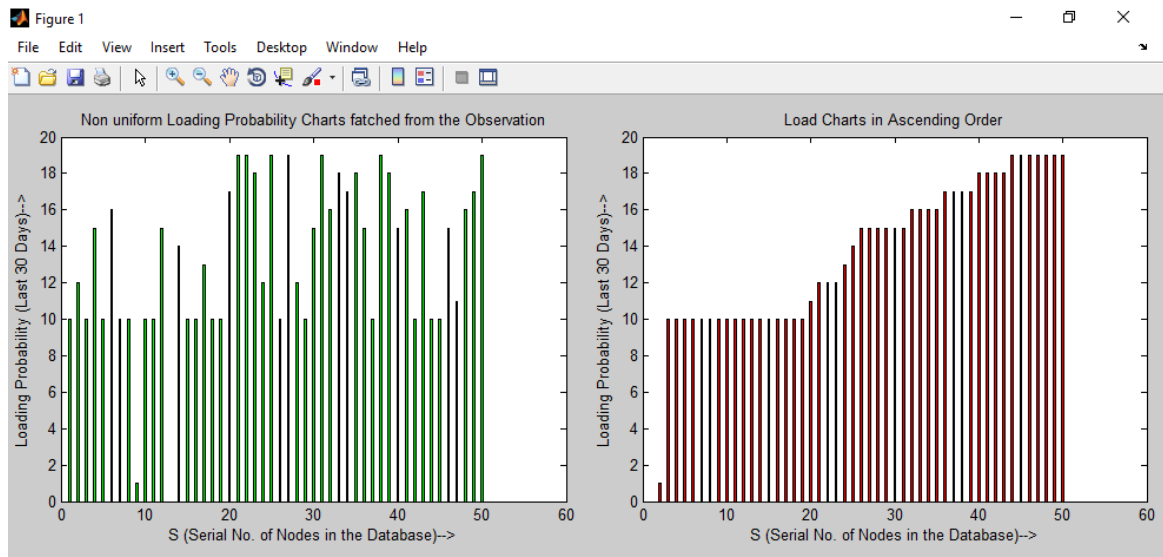 Figure 1
File Edit View Insert Tools Desktop Window Help
Non uniform Loading Probability Charts fatched from the Observation
Loading Probability (Last 30 Days)-->
20
18
16
14
12
10
8
6
4
2
0
0 10 20 30 40 50 60
S (Serial No. of Nodes in the Database)-->
Load Charts in Ascending Order
Loading Probability (Last 30 Days)-->
20
18
16
14
12
10
8
6
4
2
0
0 10 20 30 40 50 60
S (Serial No. of Nodes in the Database)-->